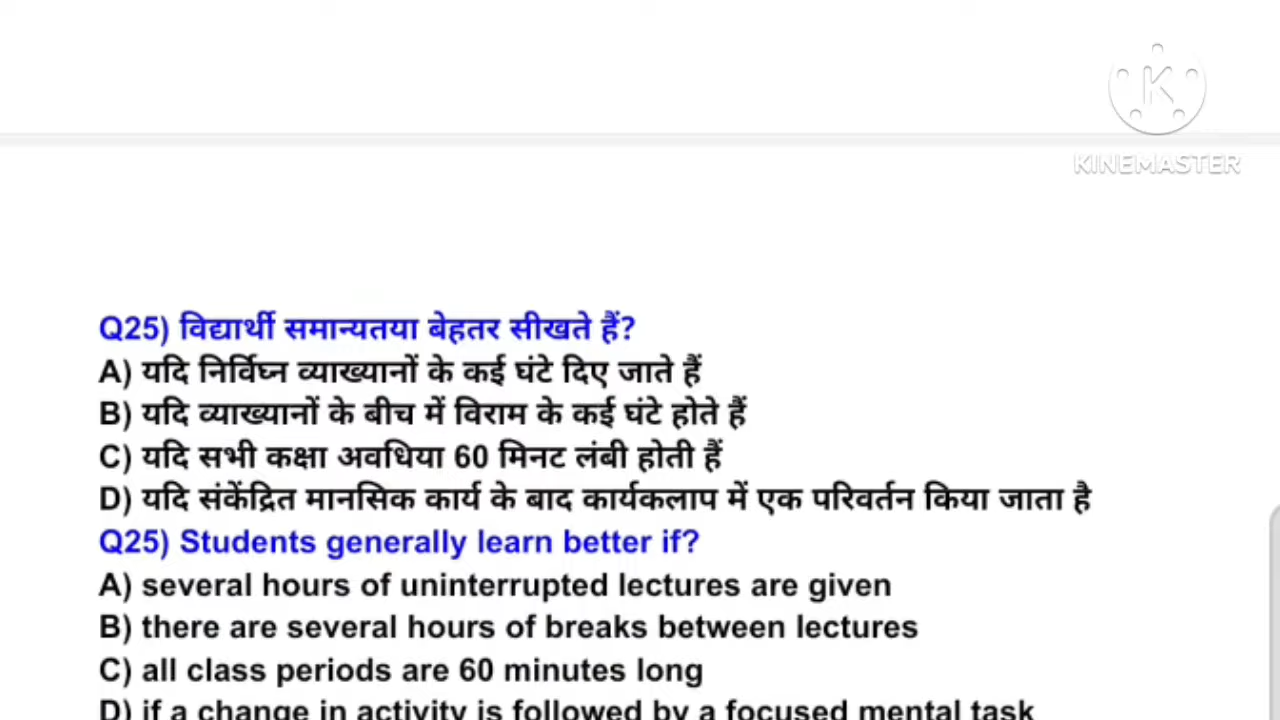 K
KINEMASTER
Q25) विद्यार्थी समान्यतया बेहतर सीखते हैं?
A) यदि निर्विघ्न व्याख्यानों के कई घंटे दिए जाते हैं
B) यदि व्याख्यानों के बीच में विराम के कई घंटे होते हैं
C) यदि सभी कक्षा अवधिया 60 मिनट लंबी होती हैं
D) यदि संकेंद्रित मानसिक कार्य के बाद कार्यकलाप में एक परिवर्तन किया जाता है
Q25) Students generally learn better if?
A) several hours of uninterrupted lectures are given
B) there are several hours of breaks between lectures
C) all class periods are 60 minutes long
D) if a change in activity is followed by a focused mental task